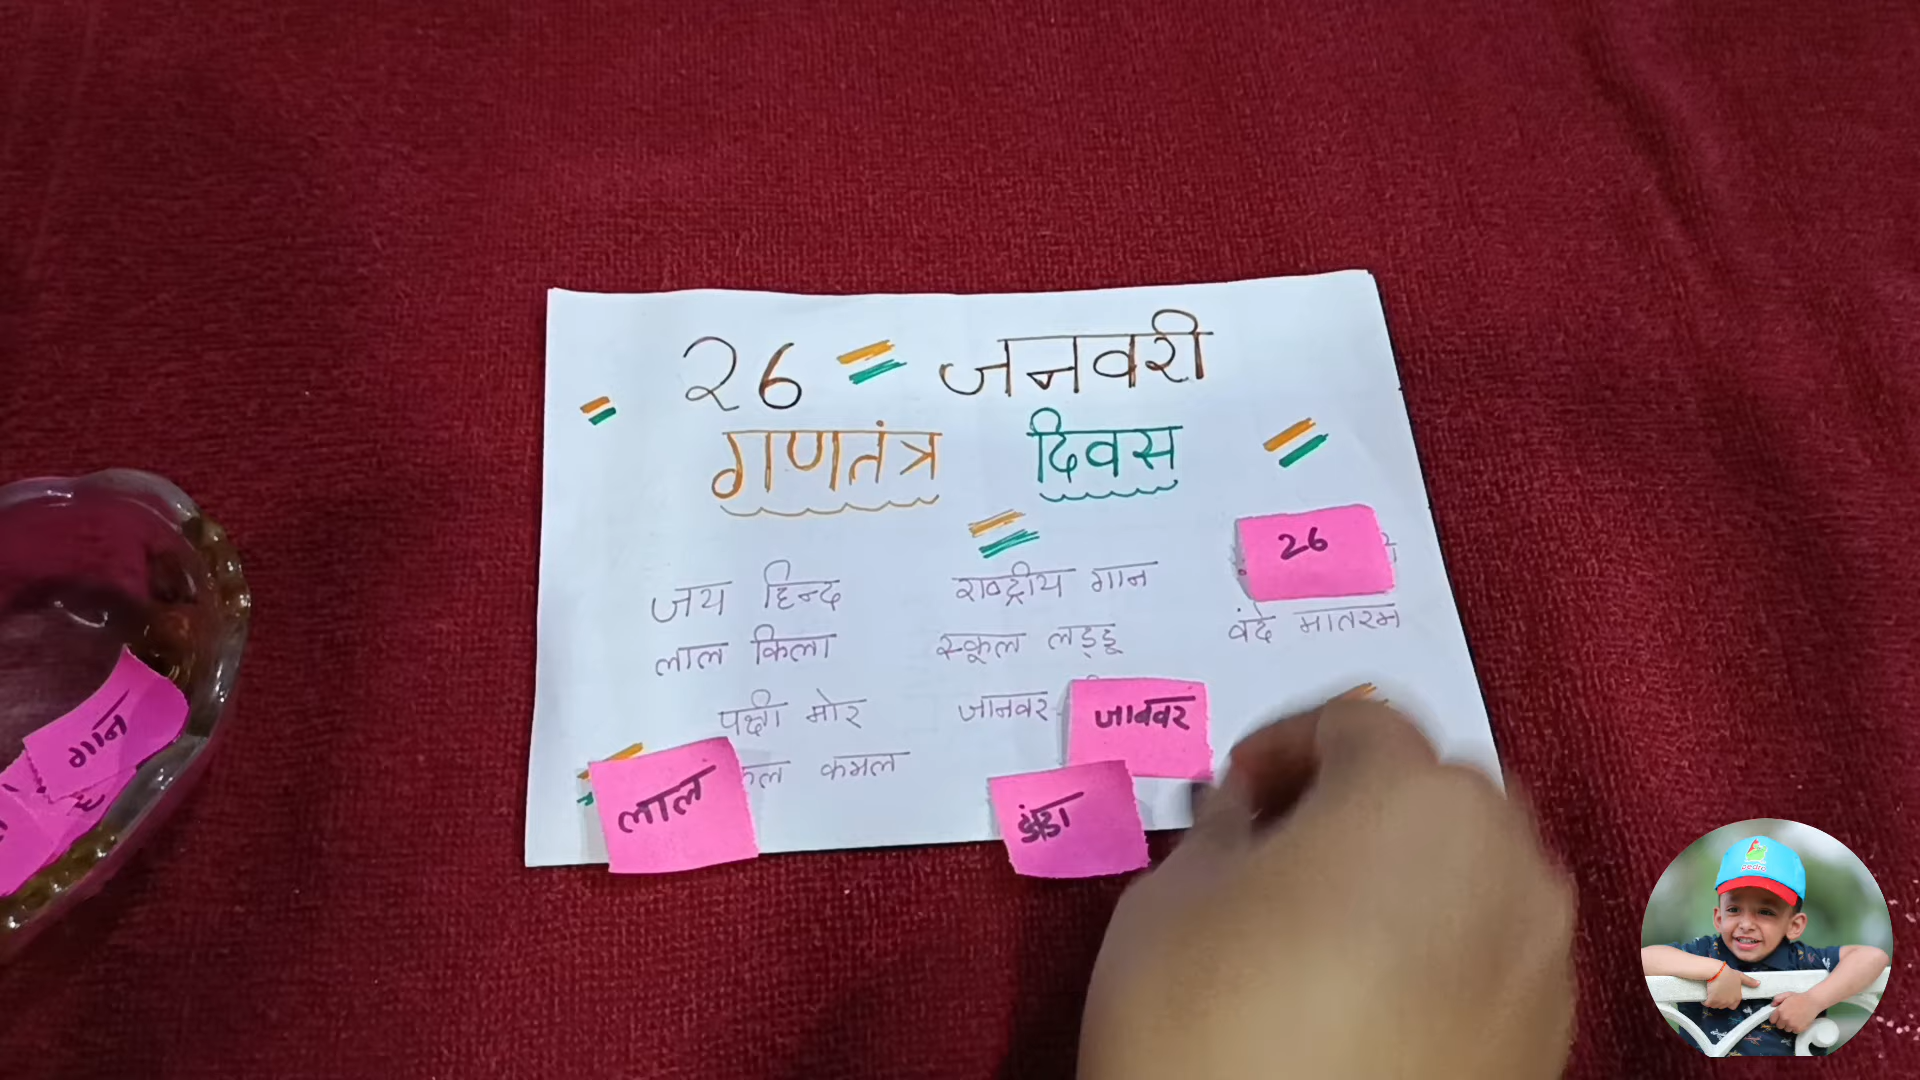 26 जनवरी
गणतंत्र दिवस
26
जय हिन्द राष्ट्रीय गान
लाल किला स्कूल लड्डू वंदे मातरम
पक्षी मोर जानवर जानवर
कमल
लाल झंडा
गान